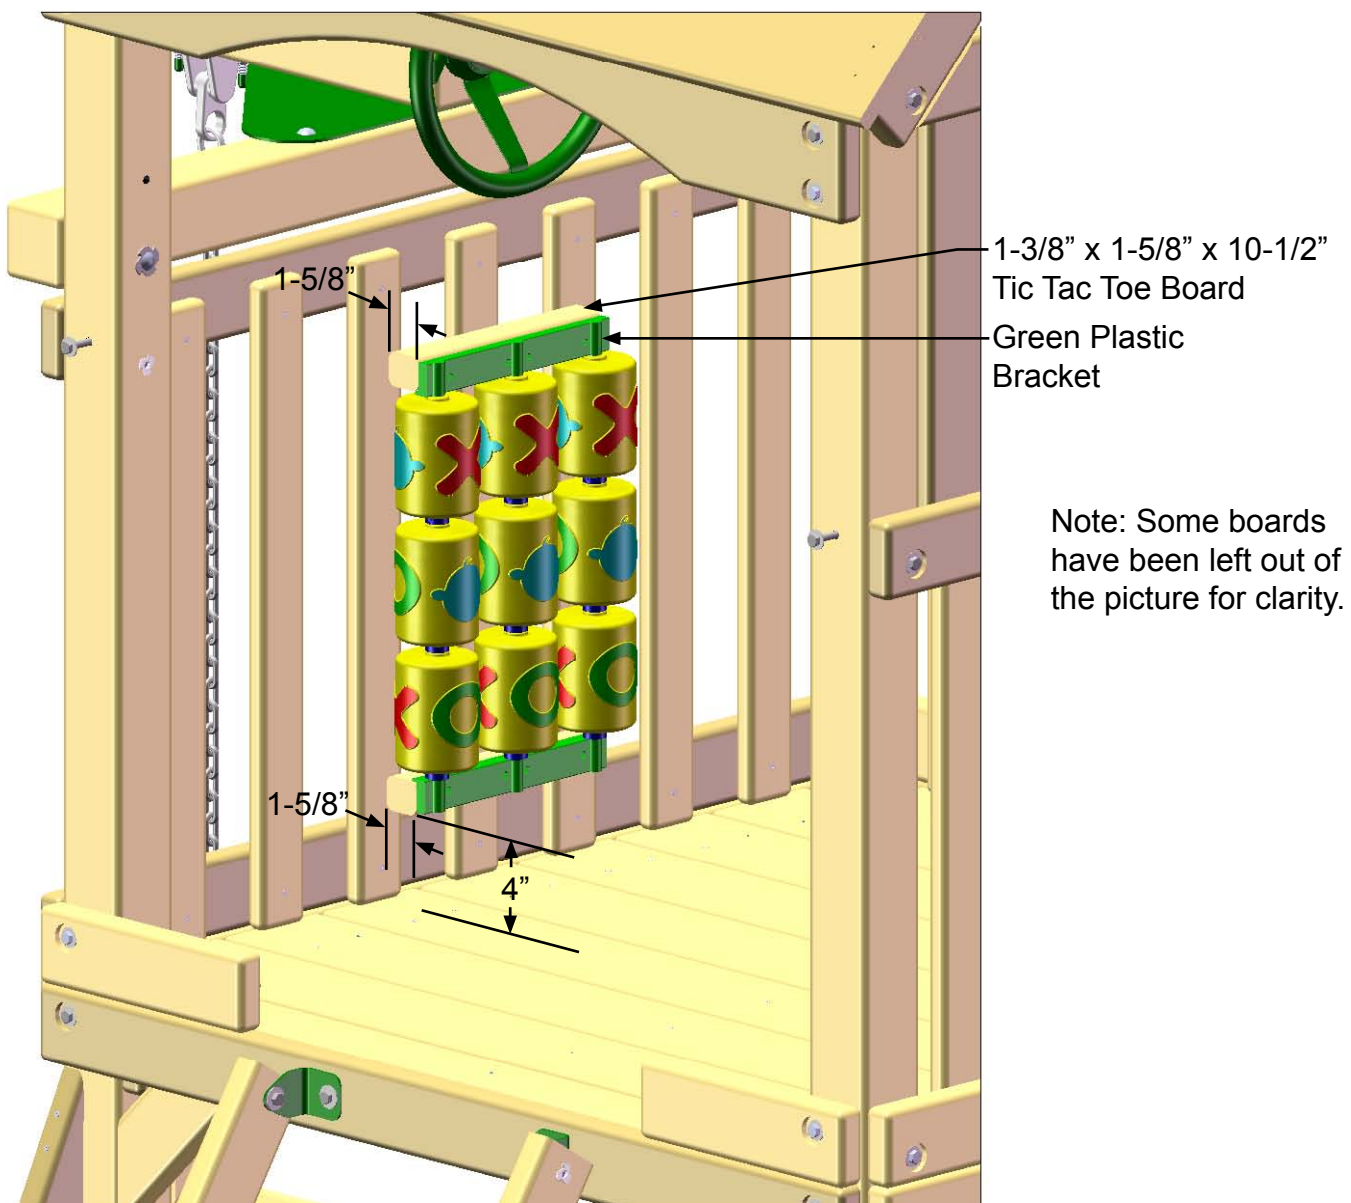 1-5/8”
1-3/8” x 1-5/8” x 10-1/2”
Tic Tac Toe Board
Green Plastic
Bracket
Note: Some boards
have been left out of
the picture for clarity.
1-5/8”
4”